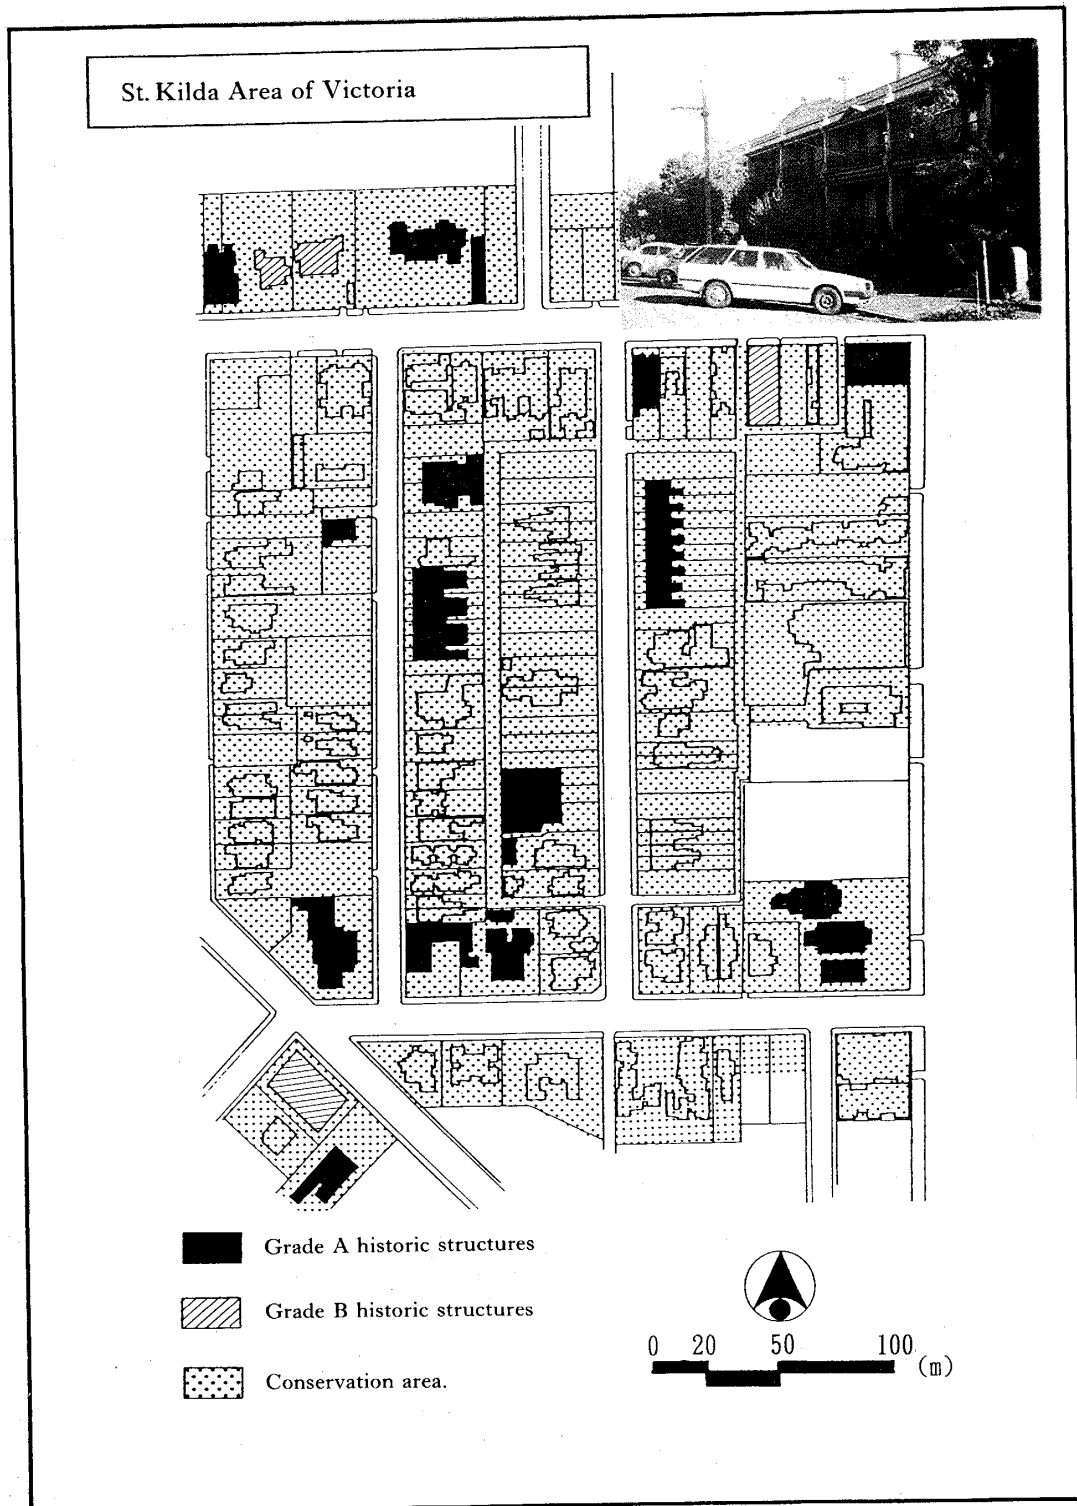 St. Kilda Area of Victoria
Grade A historic structures
Grade B historic structures
Conservation area.
0 20 50 100 (m)